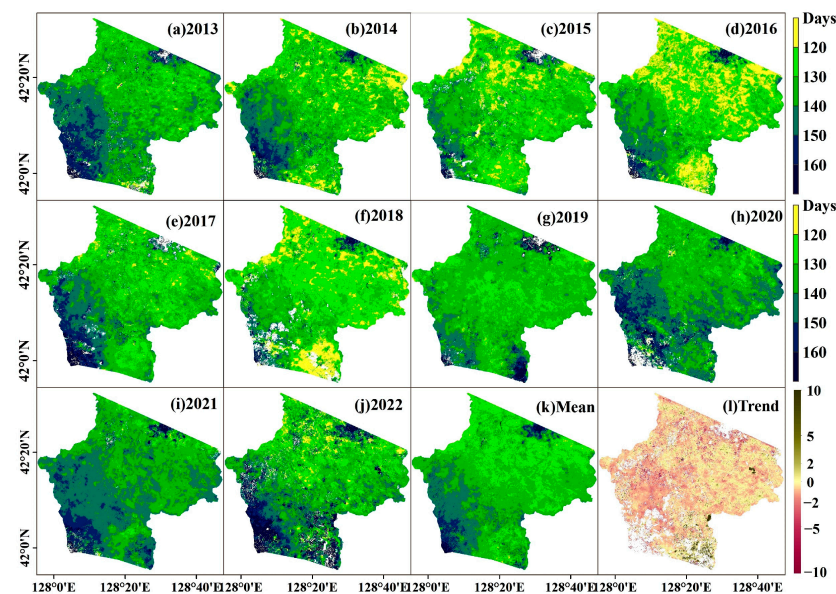 (a)2013 (b)2014 (c)2015 (d)2016 Days
42°20'N
42°0'N
120
130
140
150
160
(e)2017 (f)2018 (g)2019 (h)2020 Days
42°20'N
42°0'N
120
130
140
150
160
(i)2021 (j)2022 (k)Mean (l)Trend
42°20'N
42°0'N
10
5
2
0
−2
−5
−10
128°0'E 128°20'E 128°40'E 128°0'E 128°20'E 128°40'E 128°0'E 128°20'E 128°40'E 128°0'E 128°20'E 128°40'E